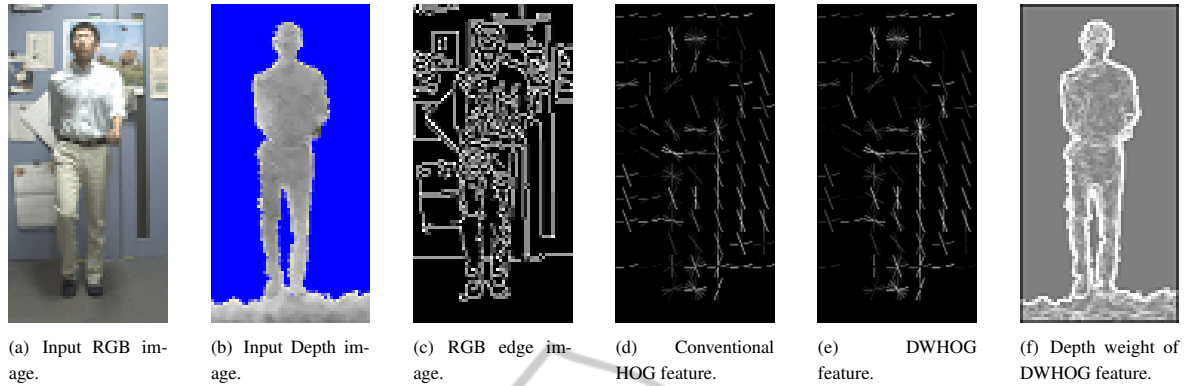 (a) Input RGB im-
age.
(b) Input Depth im-
age.
(c) RGB edge im-
age.
(d) Conventional
HOG feature.
(e) DWHOG
feature.
(f) Depth weight of
DWHOG feature.